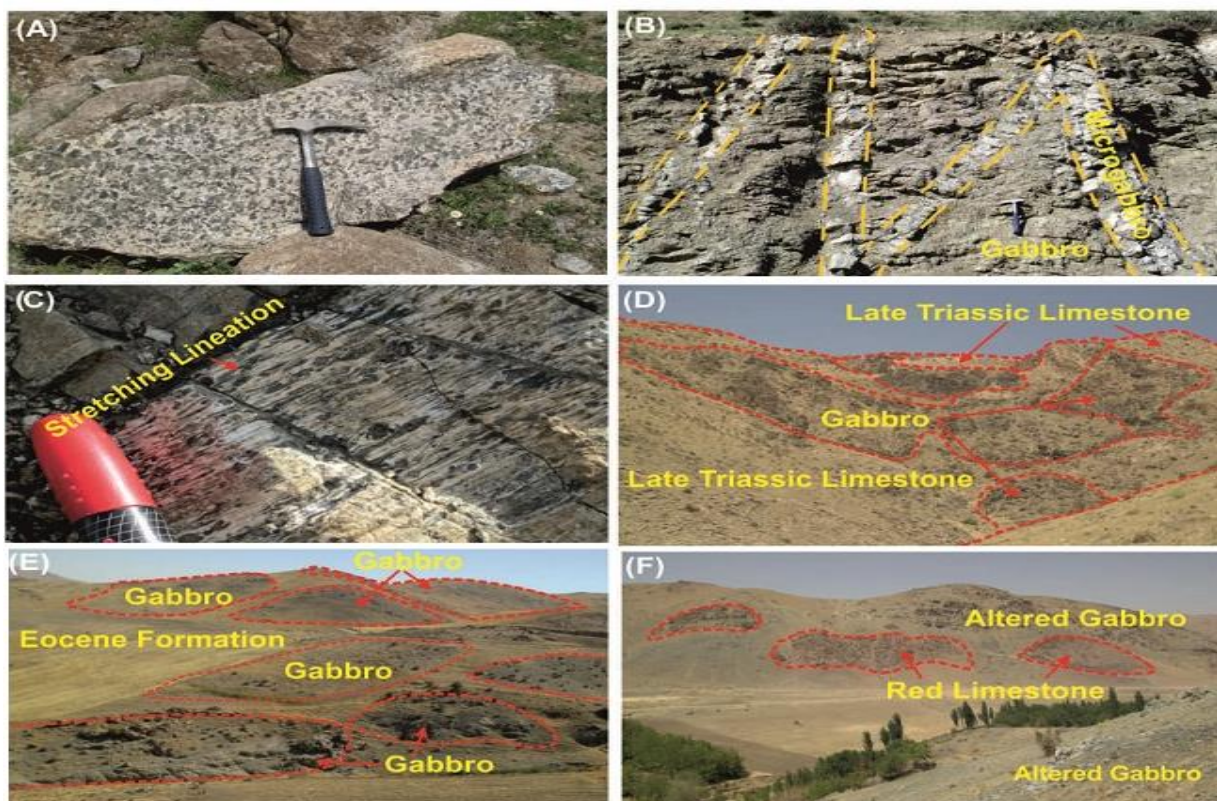 (A)
(B)
Microgabbro
Gabbro
(C)
Stretching Lineation
(D)
Late Triassic Limestone
Gabbro
Late Triassic Limestone
(E)
Gabbro
Gabbro
Eocene Formation
Gabbro
Gabbro
(F)
Altered Gabbro
Red Limestone
Altered Gabbro